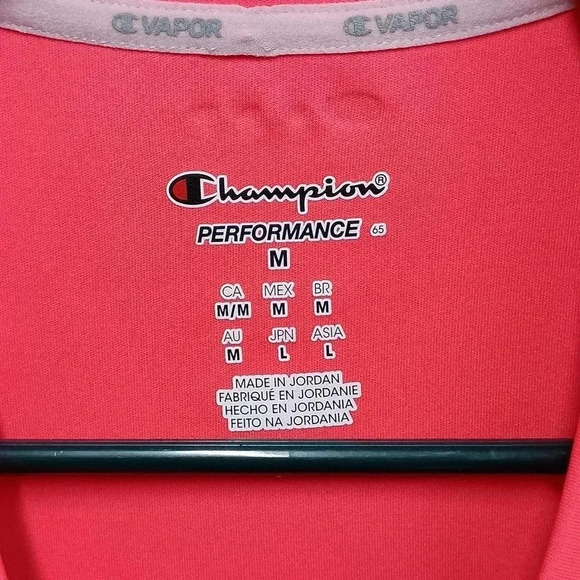 VAPOR VAPOR
Champion®
PERFORMANCE 65
M
CA MEX BR
M/M M M
AU JPN ASIA
M L L
MADE IN JORDAN
FABRIQUÉ EN JORDANIE
HECHO EN JORDANIA
FEITO NA JORDANIA